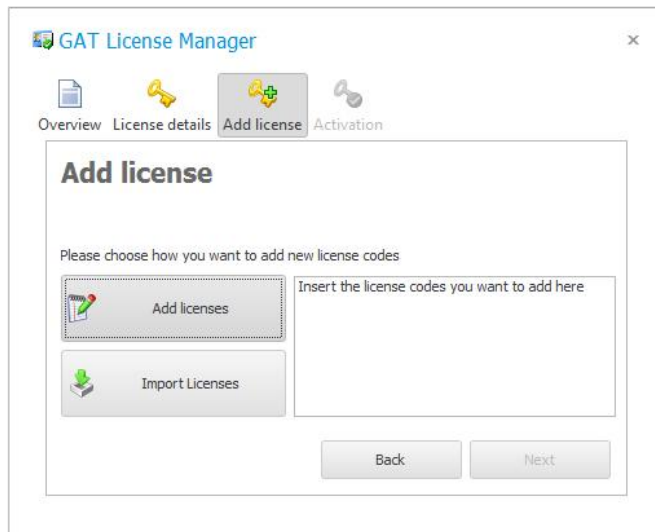 GAT License Manager
Overview License details Add license Activation
Add license
Please choose how you want to add new license codes
Add licenses
Insert the license codes you want to add here
Import Licenses
Back Next